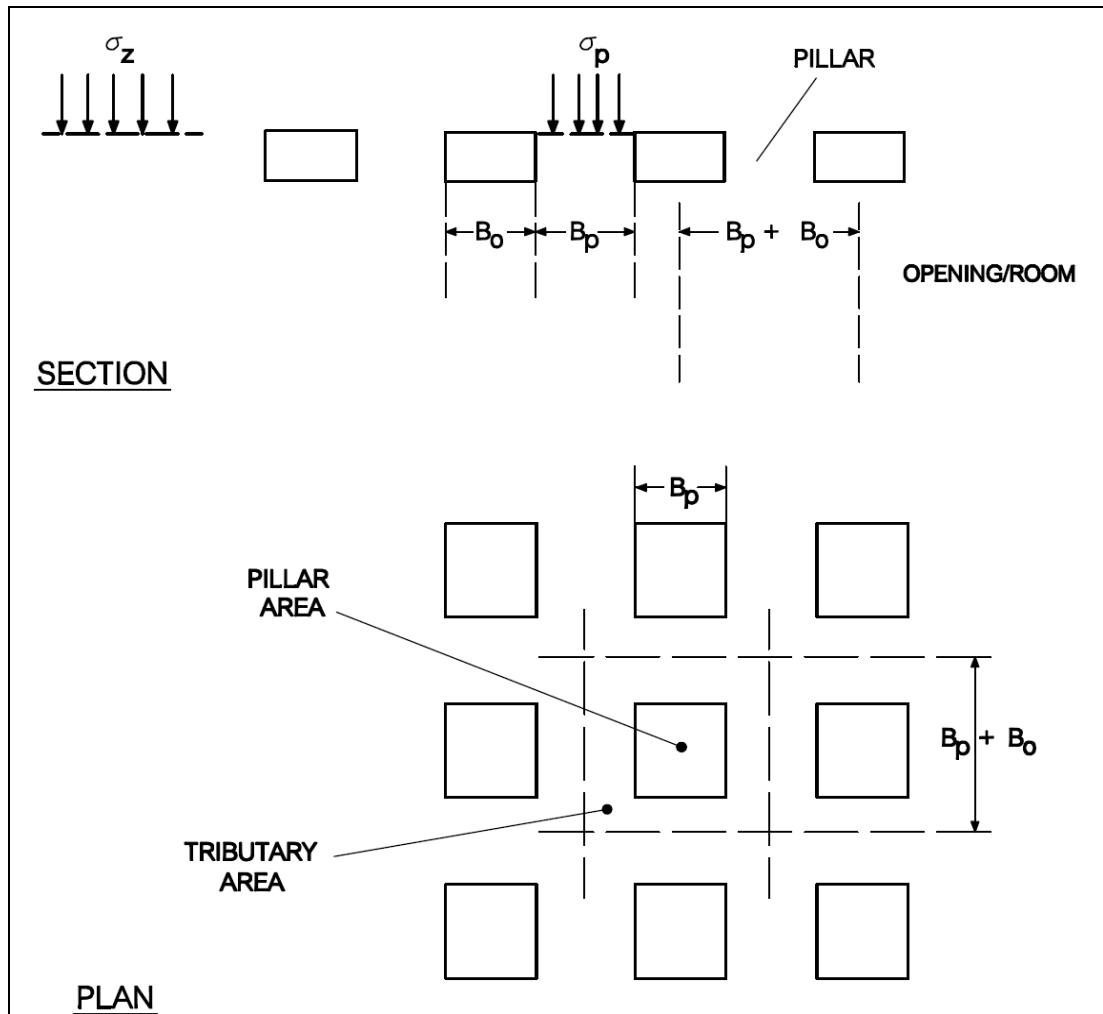 σz
σp
PILLAR
Bo
Bp
Bp + Bo
OPENING/ROOM
SECTION
Bp
PILLAR
AREA
Bp + Bo
TRIBUTARY
AREA
PLAN